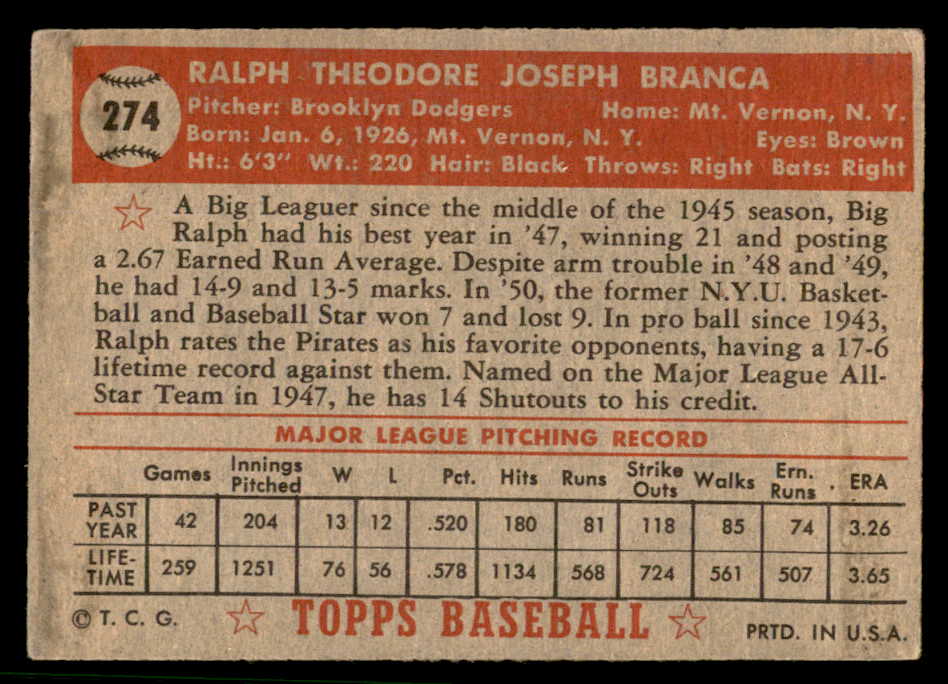 274
RALPH THEODORE JOSEPH BRANCA
Pitcher: Brooklyn Dodgers Home: Mt. Vernon, N. Y.
Born: Jan. 6, 1926, Mt. Vernon, N. Y. Eyes: Brown
Ht.: 6'3" Wt.: 220 Hair: Black Throws: Right Bats: Right
A Big Leaguer since the middle of the 1945 season, Big
Ralph had his best year in '47, winning 21 and posting
a 2.67 Earned Run Average. Despite arm trouble in '48 and '49,
he had 14-9 and 13-5 marks. In '50, the former N.Y.U. Basket-
ball and Baseball Star won 7 and lost 9. In pro ball since 1943,
Ralph rates the Pirates as his favorite opponents, having a 17-6
lifetime record against them. Named on the Major League All-
Star Team in 1947, he has 14 Shutouts to his credit.
MAJOR LEAGUE PITCHING RECORD
Games Innings Pitched W L Pct. Hits Runs Strike Outs Walks Ern. Runs ERA
PAST YEAR 42 204 13 12 .520 180 81 118 85 74 3.26
LIFE-TIME 259 1251 76 56 .578 1134 568 724 561 507 3.65
© T. C. G. TOPPS BASEBALL PRTD. IN U.S.A.